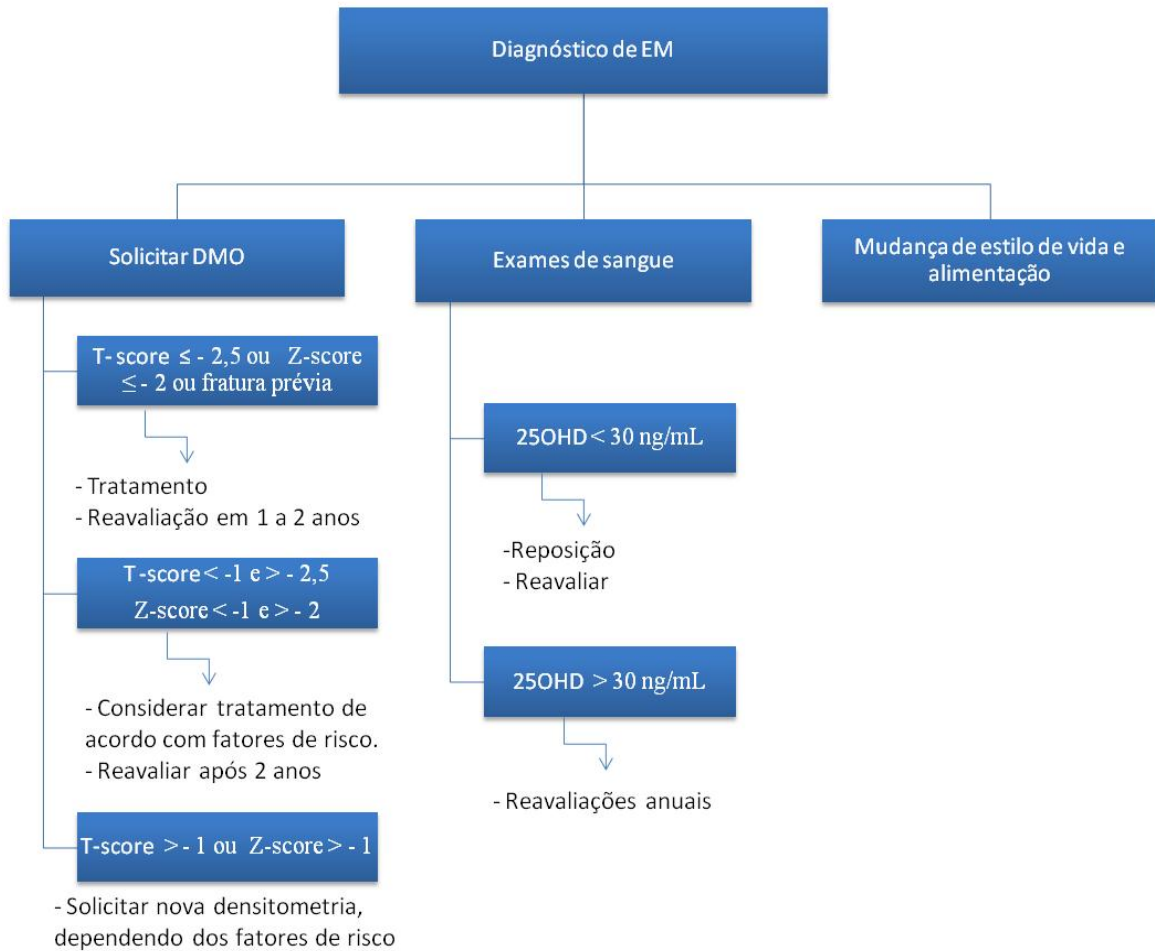 Diagnóstico de EM
Solicitar DMO
Exames de sangue
Mudança de estilo de vida e
alimentação
T- score ≤ - 2,5 ou Z-score
≤ - 2 ou fratura prévia
- Tratamento
- Reavaliação em 1 a 2 anos
T-score < -1 e > - 2,5
Z-score < -1 e > - 2
- Considerar tratamento de
acordo com fatores de risco.
- Reavaliar após 2 anos
T-score > - 1 ou Z-score > - 1
- Solicitar nova densitometria,
dependendo dos fatores de risco
25OHD < 30 ng/mL
-Reposição
- Reavaliar
25OHD > 30 ng/mL
- Reavaliações anuais